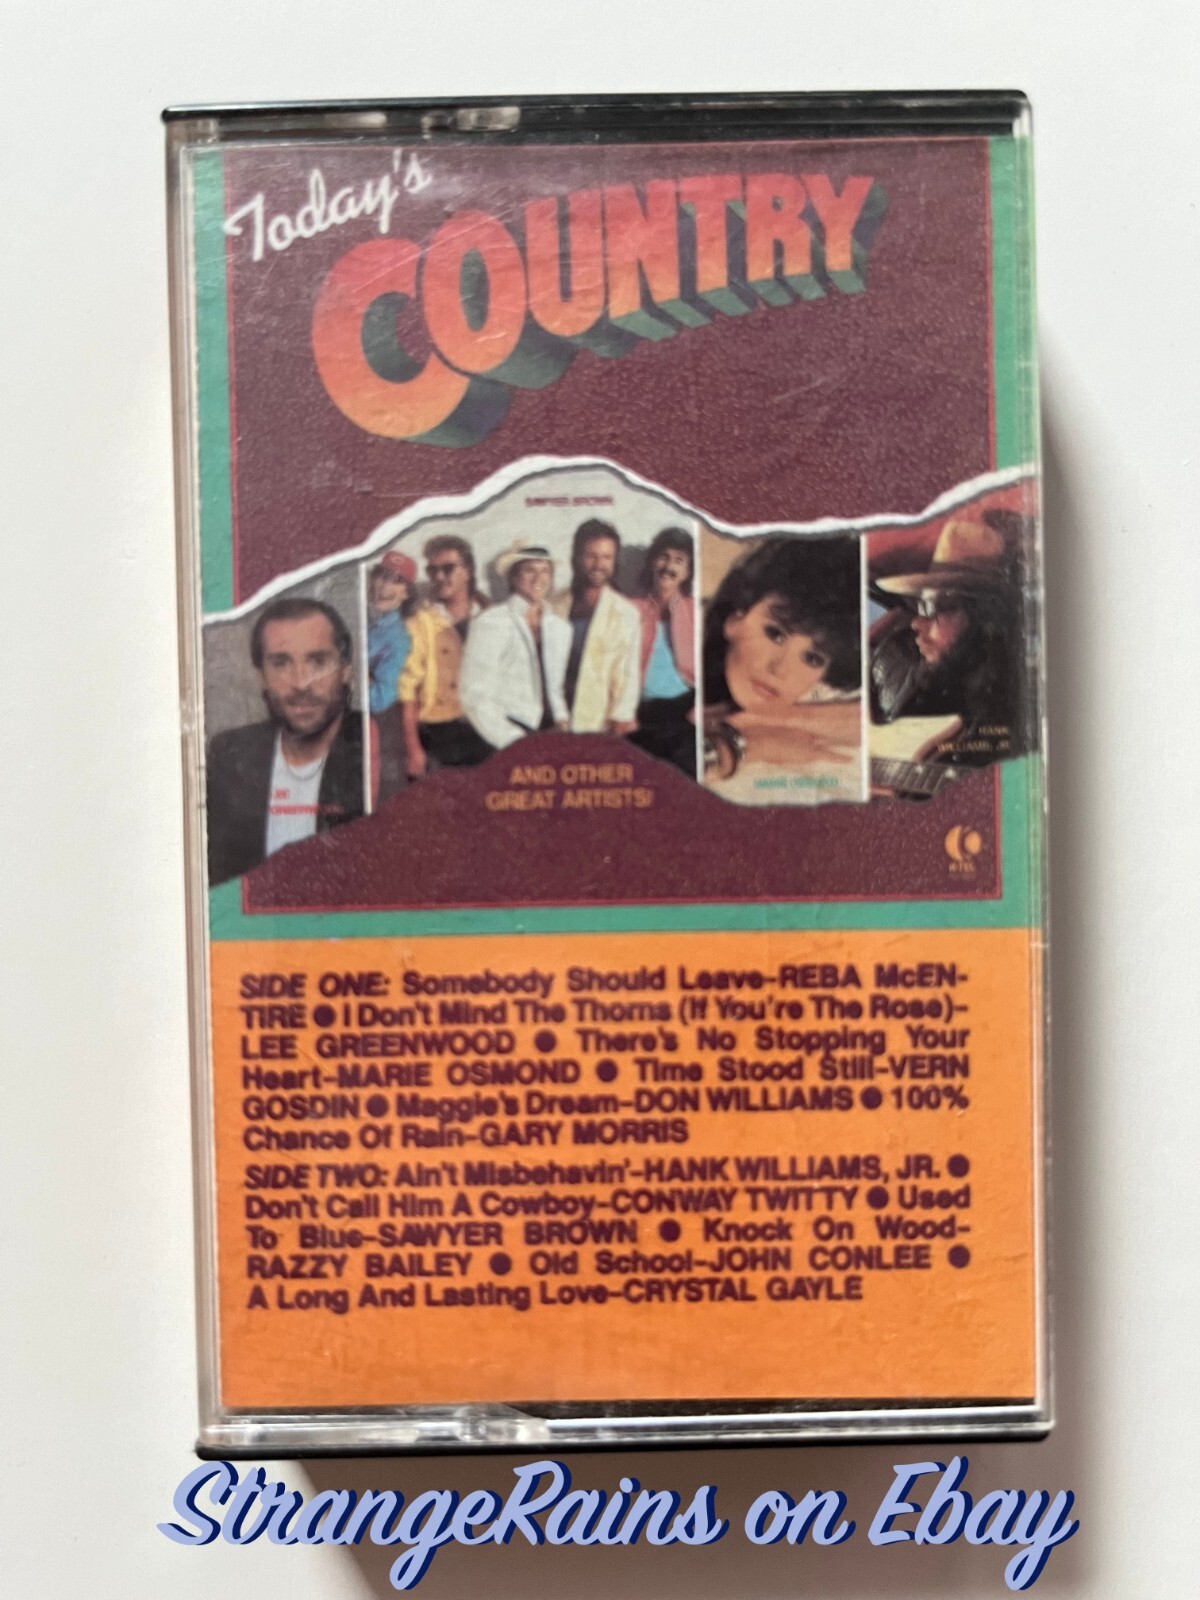 Today's
COUNTRY
SAWYER BROWN
AND OTHER
GREAT ARTISTS!
HANK
WILLIAMS, JR.
K-TEL
SIDE ONE: Somebody Should Leave-REBA McEN-
TIRE ● I Don't Mind The Thorns (If You're The Rose)-
LEE GREENWOOD ● There's No Stopping Your
Heart-MARIE OSMOND ● Time Stood Still-VERN
GOSDIN ● Maggie's Dream-DON WILLIAMS ● 100%
Chance Of Rain-GARY MORRIS
SIDE TWO: Ain't Misbehavin'-HANK WILLIAMS, JR. ●
Don't Call Him A Cowboy-CONWAY TWITTY ● Used
To Blue-SAWYER BROWN ● Knock On Wood-
RAZZY BAILEY ● Old School-JOHN CONLEE ●
A Long And Lasting Love-CRYSTAL GAYLE
StrangeRains on Ebay